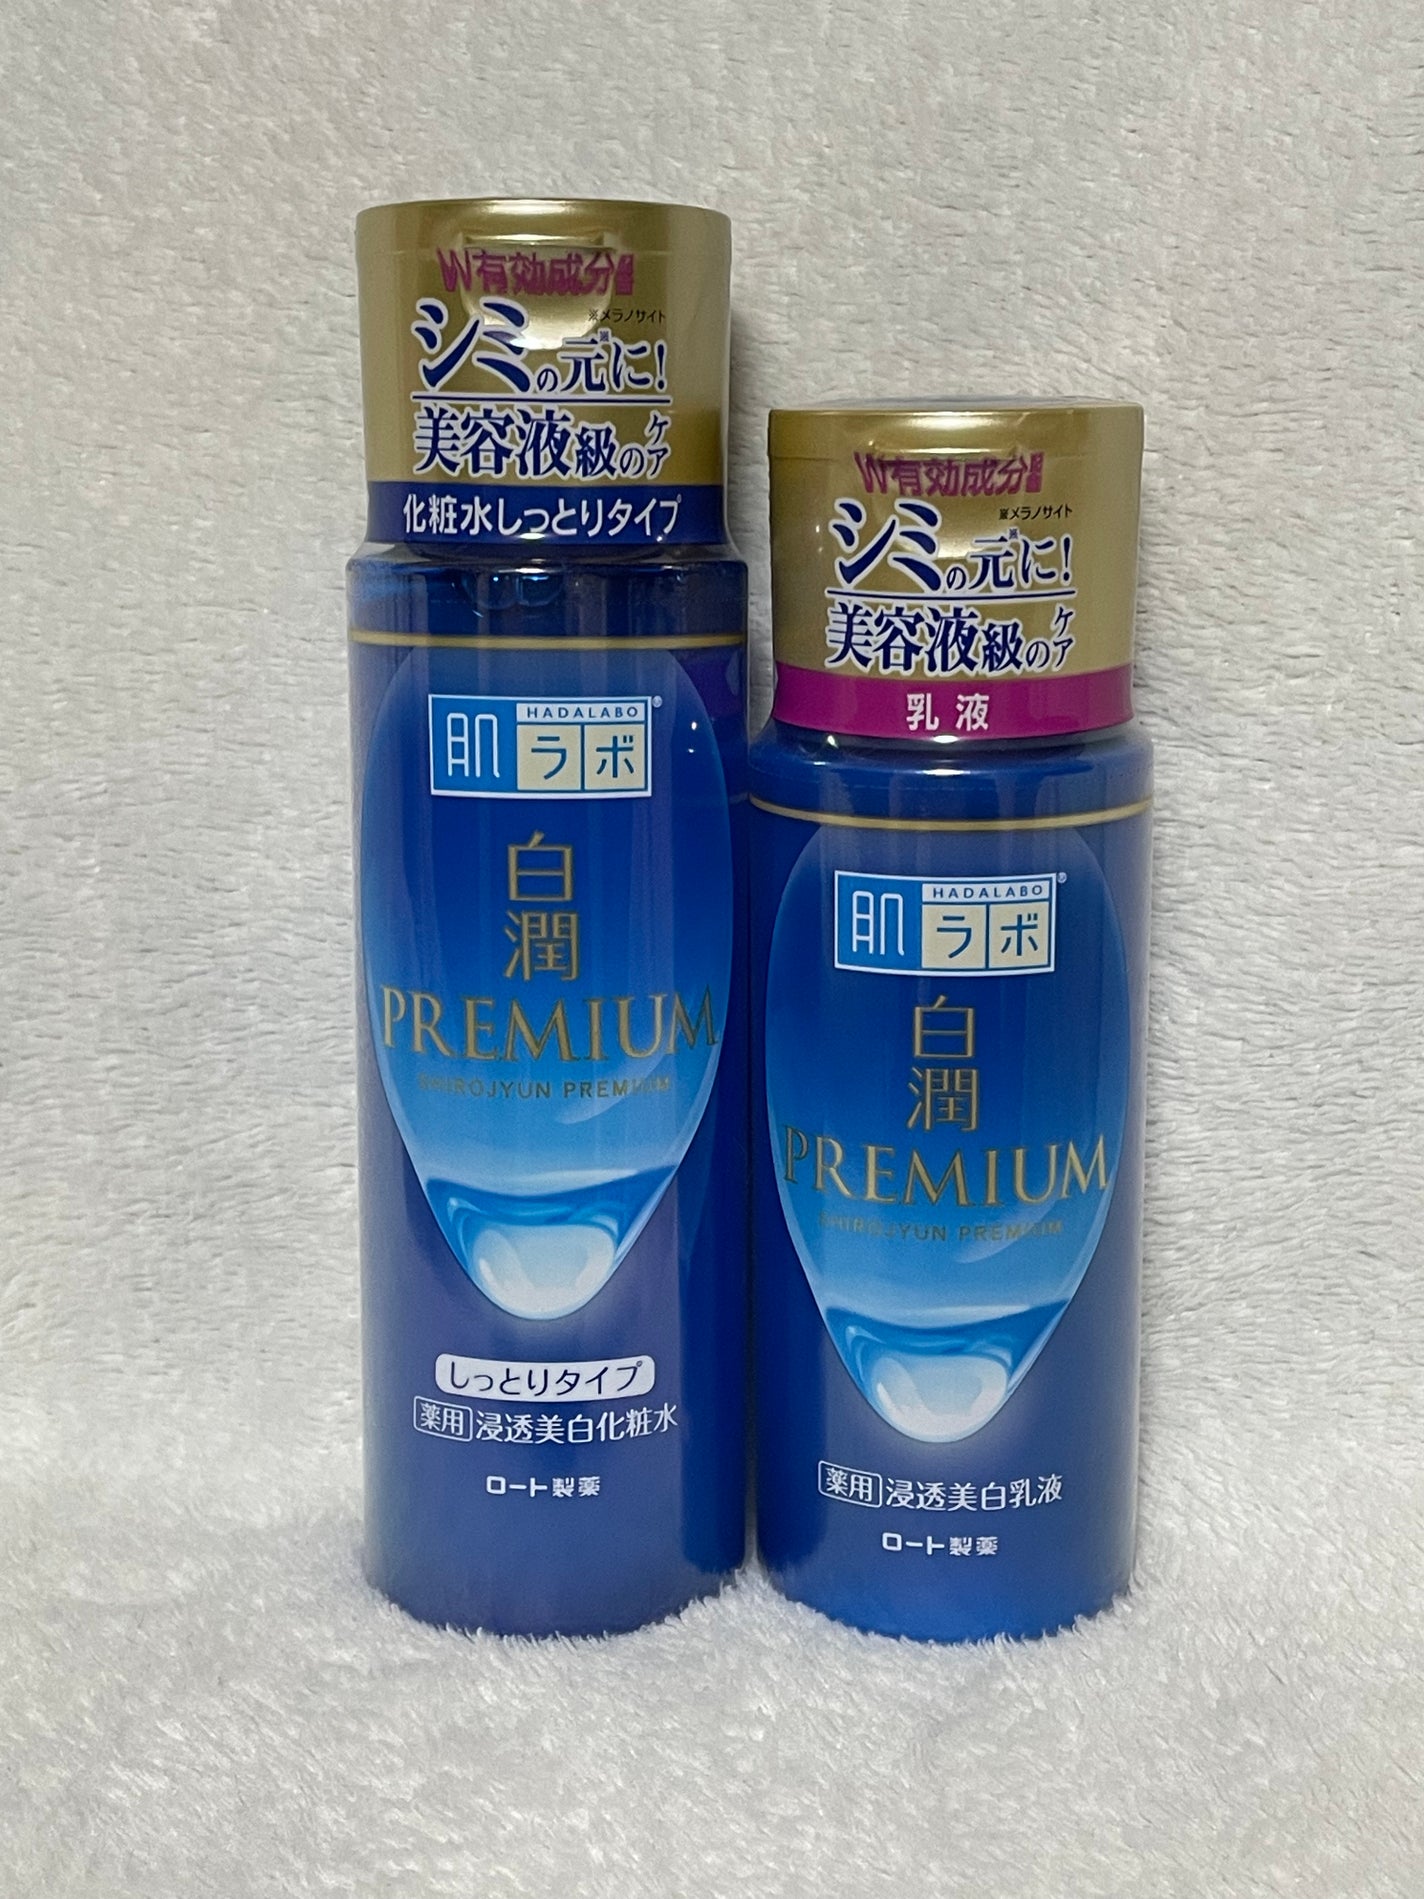 W有効成分配合
※メラノサイト
シミの元※に!
美容液級のケア
化粧水しっとりタイプ
HADALABO®
肌ラボ
白潤
PREMIUM
SHIROJYUN PREMIUM
しっとりタイプ
薬用 浸透美白化粧水
ロート製薬
W有効成分配合
※メラノサイト
シミの元※に!
美容液級のケア
乳液
HADALABO®
肌ラボ
白潤
PREMIUM
SHIROJYUN PREMIUM
薬用 浸透美白乳液
ロート製薬